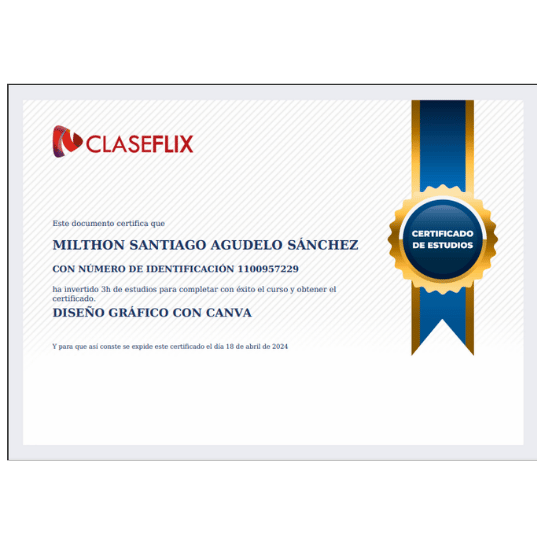 CLASEFLIX
Este documento certifica que
MILTHON SANTIAGO AGUDELO SÁNCHEZ
CON NÚMERO DE IDENTIFICACIÓN 1100957229
ha invertido 3h de estudios para completar con éxito el curso y obtener el
certificado.
DISEÑO GRÁFICO CON CANVA
Y para que así conste se expide este certificado el día 18 de abril de 2024
CERTIFICADO
DE ESTUDIOS